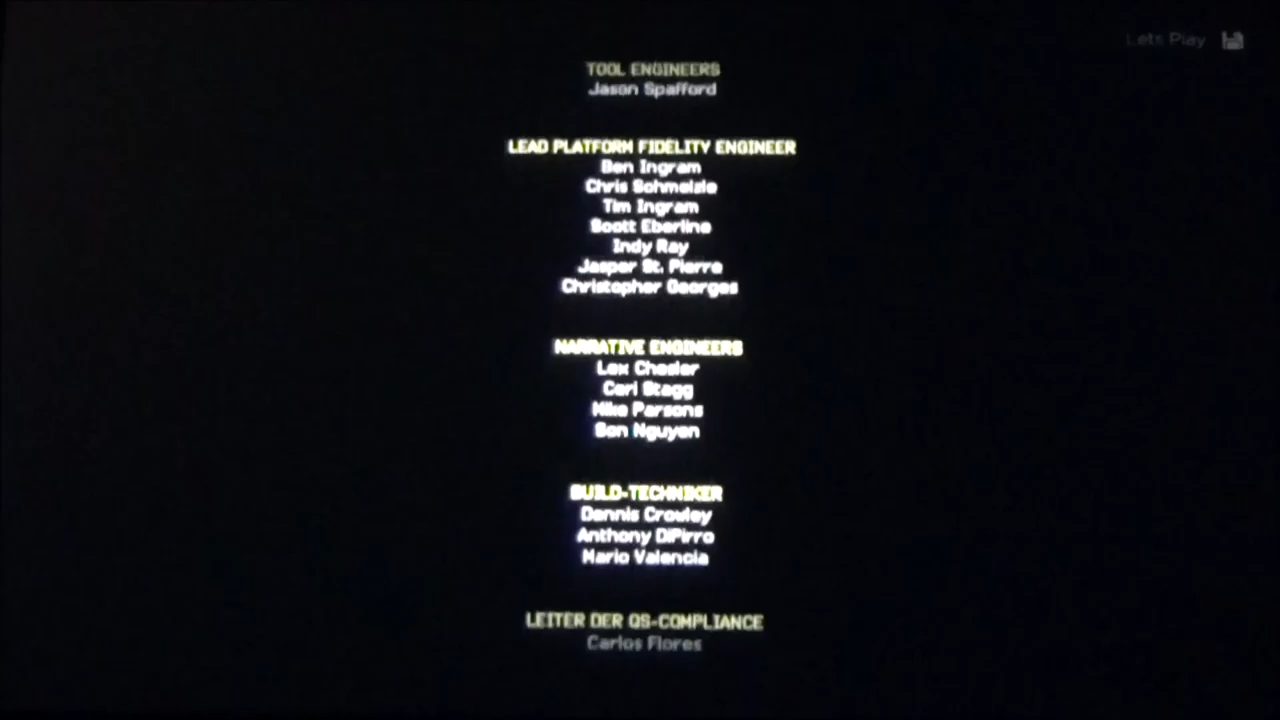 Lets Play
TOOL ENGINEERS
Jason Spafford
LEAD PLATFORM FIDELITY ENGINEER
Ben Ingram
Chris Schmelzle
Tim Ingram
Scott Eberline
Indy Ray
Jasper St. Pierre
Christopher Georges
NARRATIVE ENGINEERS
Lex Chesler
Carl Stagg
Mike Parsons
Son Nguyen
BUILD-TECHNIKER
Dennis Crowley
Anthony DiPirro
Mario Valencia
LEITER DER QS-COMPLIANCE
Carlos Flores